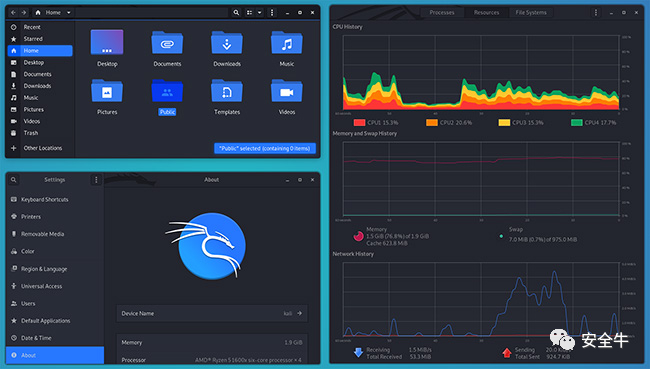 Home
Recent
Starred
Home
Desktop
Documents
Downloads
Music
Pictures
Videos
Trash
Other Locations
Desktop
Documents
Downloads
Music
Pictures
Public
Templates
Videos
"Public" selected (containing 0 items)
Settings
About
Keyboard Shortcuts
Printers
Removable Media
Color
Region & Language
Universal Access
Users
Default Applications
Date & Time
About
Device Name
kali
Memory
1.9 GiB
Processor
AMD® Ryzen 5 1600x six-core processor × 4
Processes
Resources
File Systems
CPU History
CPU1 15.3%
CPU2 20.6%
CPU3 15.3%
CPU4 17.7%
Memory and Swap History
Memory
1.5 GiB (76.8%) of 1.9 GiB
Cache 623.8 MiB
Swap
7.0 MiB (0.7%) of 975.0 MiB
Network History
Receiving 1.5 MiB/s
Total Received 53.3 MiB
Sending
Total Sent 924.7 KiB
安全牛